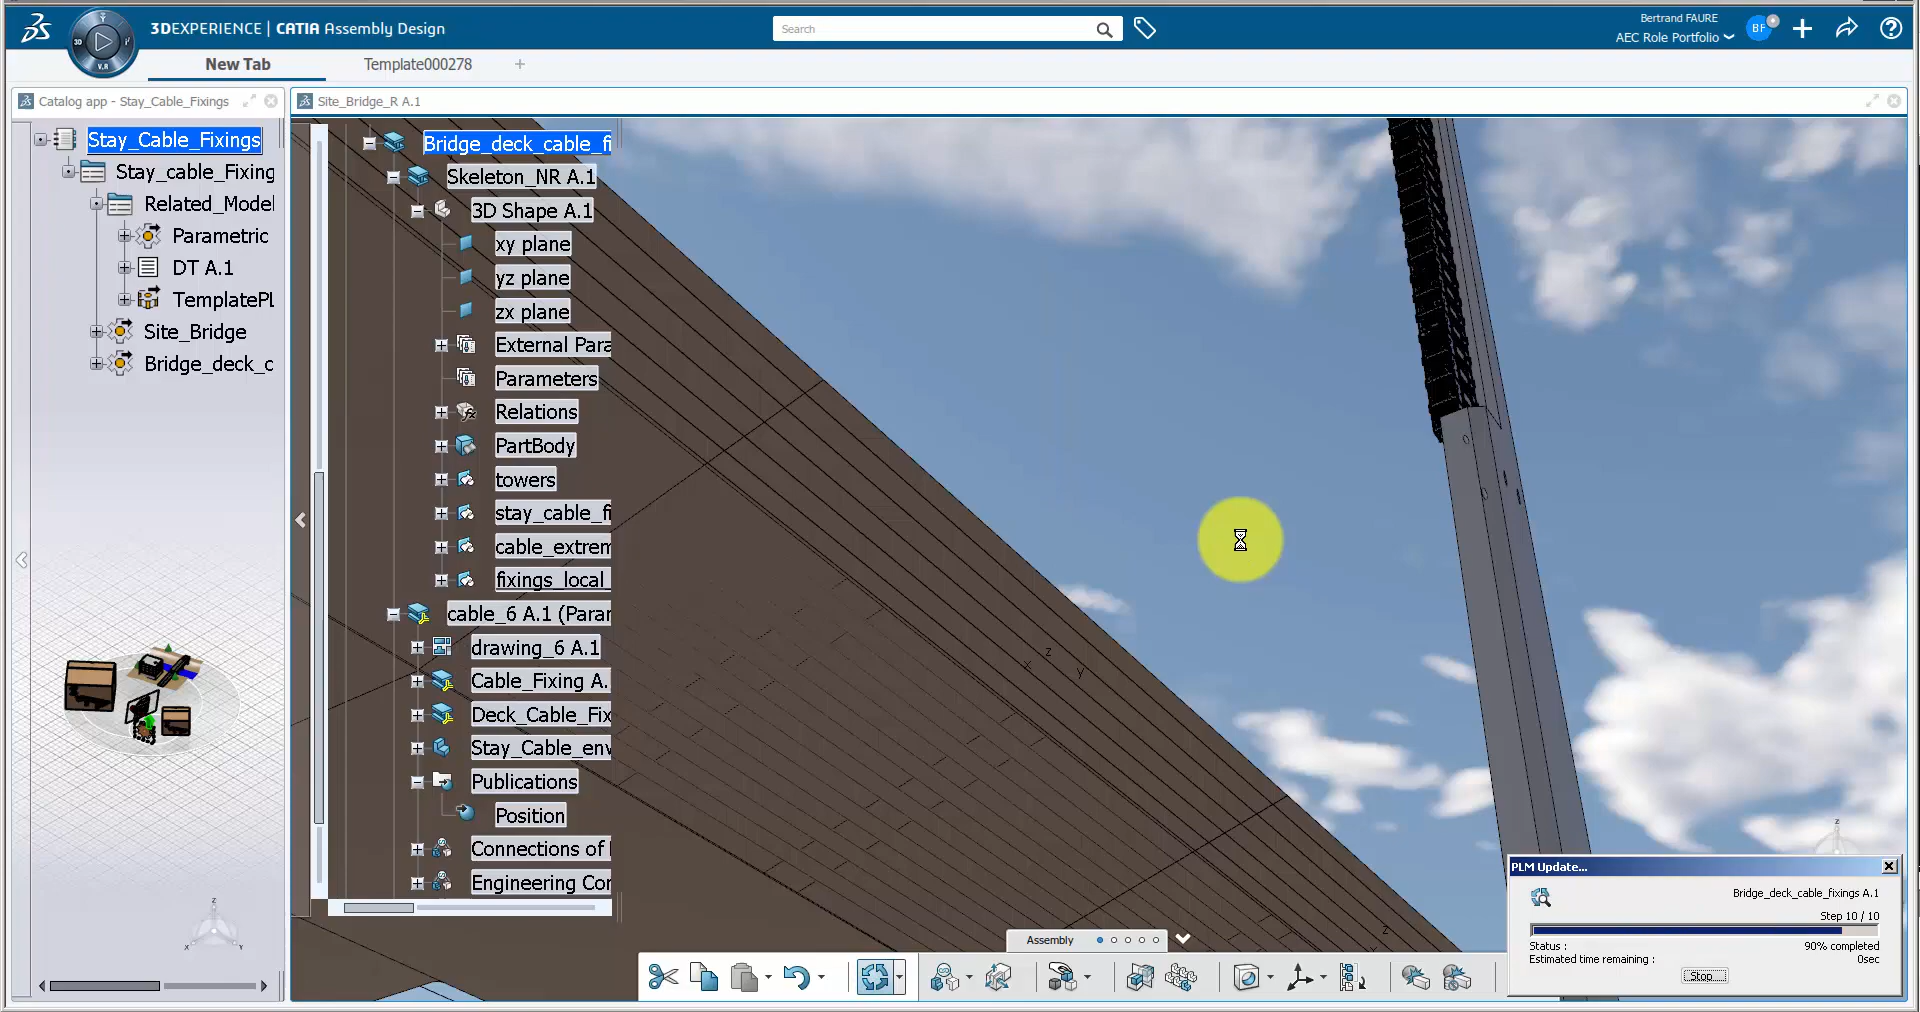 3DEXPERIENCE | CATIA Assembly Design
Search
Bertrand FAURE
AEC Role Portfolio
BF
3D
V.R
New Tab
Template000278
Catalog app - Stay_Cable_Fixings
Site_Bridge_R A.1
Stay_Cable_Fixings
Stay_cable_Fixing
Related_Model
Parametric
DT A.1
TemplatePL
Site_Bridge
Bridge_deck_c
Bridge_deck_cable_fi
Skeleton_NR A.1
3D Shape A.1
xy plane
yz plane
zx plane
External Para
Parameters
Relations
PartBody
towers
stay_cable_fi
cable_extrem
fixings_local_
cable_6 A.1 (Parar
drawing_6 A.1
Cable_Fixing A.
Deck_Cable_Fix
Stay_Cable_env
Publications
Position
Connections of
Engineering Cor
x z y
z
z
x y
z
Assembly
PLM Update...
Bridge_deck_cable_fixings A.1
Step 10 / 10
Status :
90% completed
Estimated time remaining :
0sec
Stop